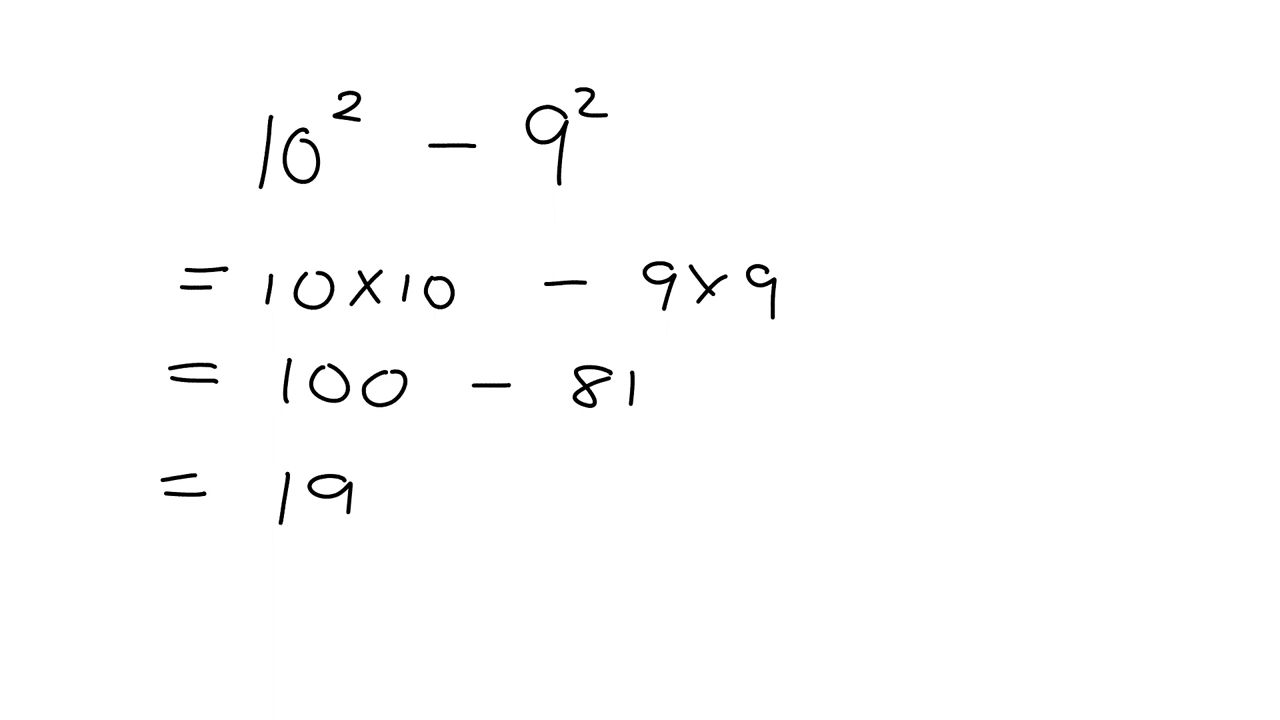 10² − 9²
= 10×10 − 9×9
= 100 − 81
= 19